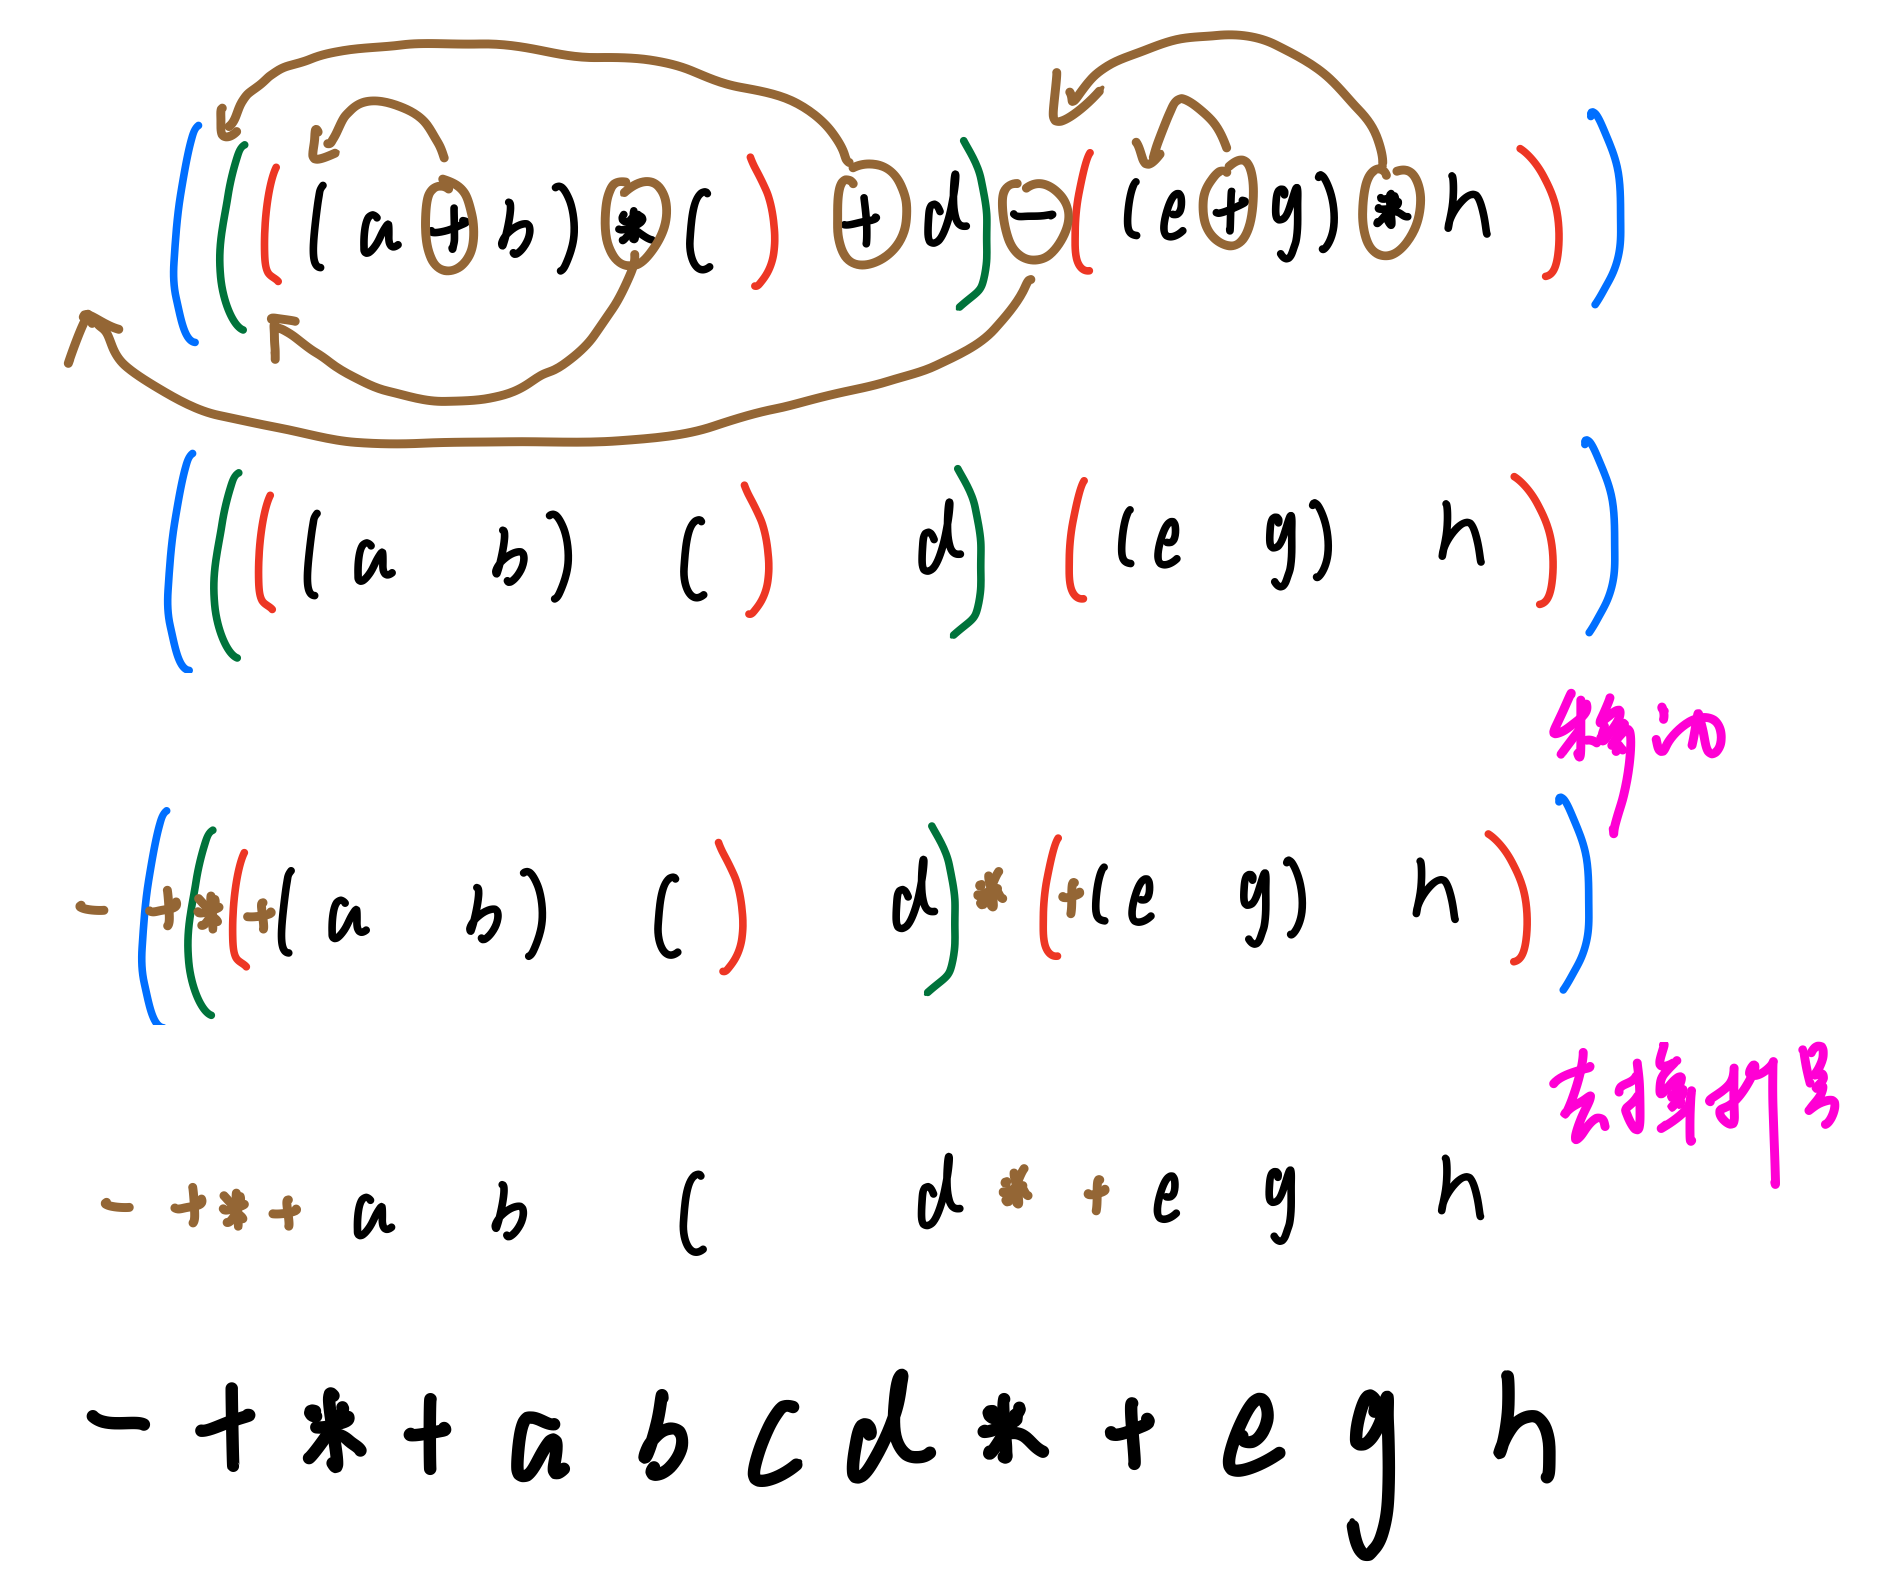 ((((a+b)*c)+d)-((e+g)*h))
((((a b) c) d) ((e g) h))
移动
-(+(*(+(a b) c) d)*(+(e g) h))
去掉括号
-+*+ a b c d*+ e g h
-+*+abcd*+egh